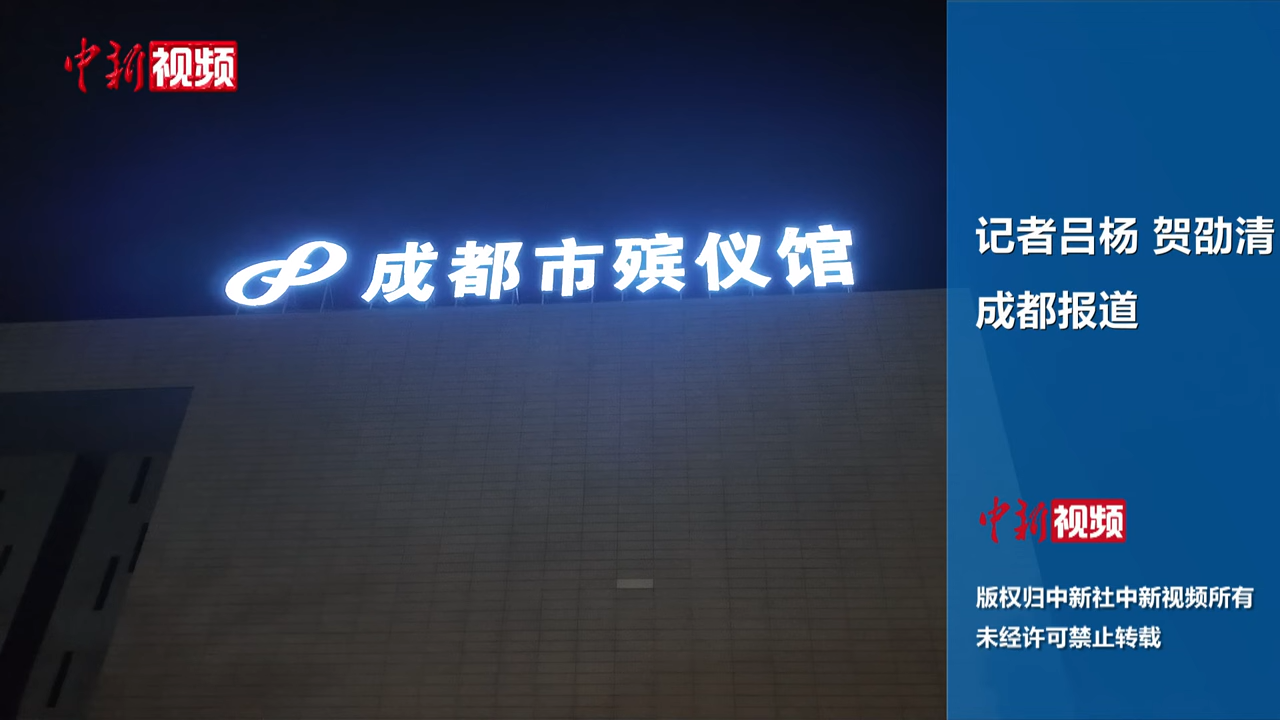 中新视频
成都市殡仪馆
记者吕杨 贺劭清
成都报道
中新视频
版权归中新社中新视频所有
未经许可禁止转载